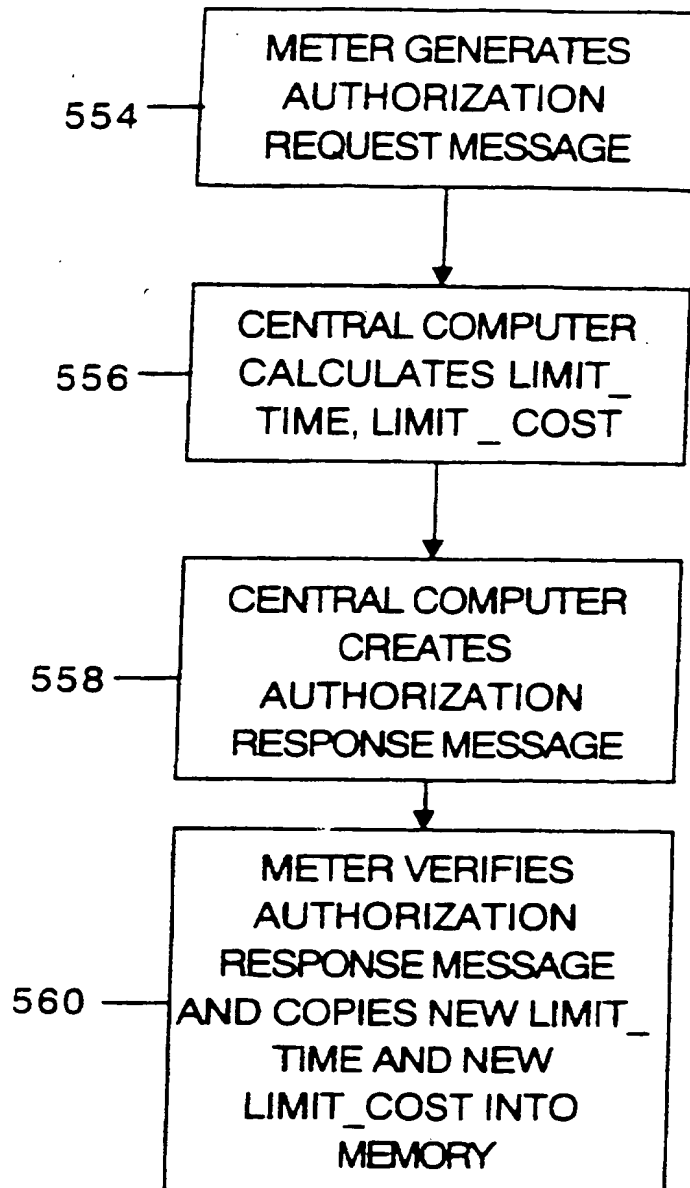 METER GENERATES
AUTHORIZATION
REQUEST MESSAGE
554
CENTRAL COMPUTER
CALCULATES LIMIT_
TIME, LIMIT _ COST
556
CENTRAL COMPUTER
CREATES
AUTHORIZATION
RESPONSE MESSAGE
558
METER VERIFIES
AUTHORIZATION
RESPONSE MESSAGE
AND COPIES NEW LIMIT_
TIME AND NEW
LIMIT_COST INTO
MEMORY
560